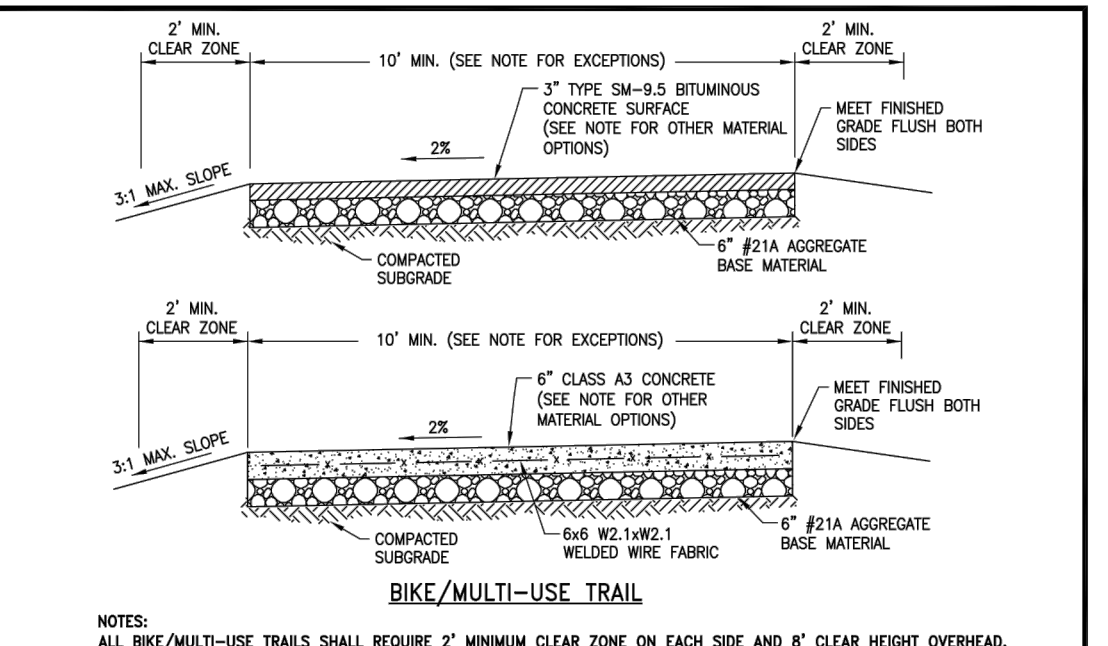 2' MIN.
CLEAR ZONE
10' MIN. (SEE NOTE FOR EXCEPTIONS)
2' MIN.
CLEAR ZONE
3" TYPE SM-9.5 BITUMINOUS
CONCRETE SURFACE
(SEE NOTE FOR OTHER MATERIAL
OPTIONS)
MEET FINISHED
GRADE FLUSH BOTH
SIDES
2%
3:1 MAX. SLOPE
COMPACTED
SUBGRADE
6" #21A AGGREGATE
BASE MATERIAL
2' MIN.
CLEAR ZONE
10' MIN. (SEE NOTE FOR EXCEPTIONS)
2' MIN.
CLEAR ZONE
6" CLASS A3 CONCRETE
(SEE NOTE FOR OTHER
MATERIAL OPTIONS)
MEET FINISHED
GRADE FLUSH BOTH
SIDES
2%
3:1 MAX. SLOPE
COMPACTED
SUBGRADE
6x6 W2.1xW2.1
WELDED WIRE FABRIC
6" #21A AGGREGATE
BASE MATERIAL
BIKE/MULTI-USE TRAIL
NOTES:
ALL BIKE/MULTI-USE TRAILS SHALL REQUIRE 2' MINIMUM CLEAR ZONE ON EACH SIDE AND 8' CLEAR HEIGHT OVERHEAD.